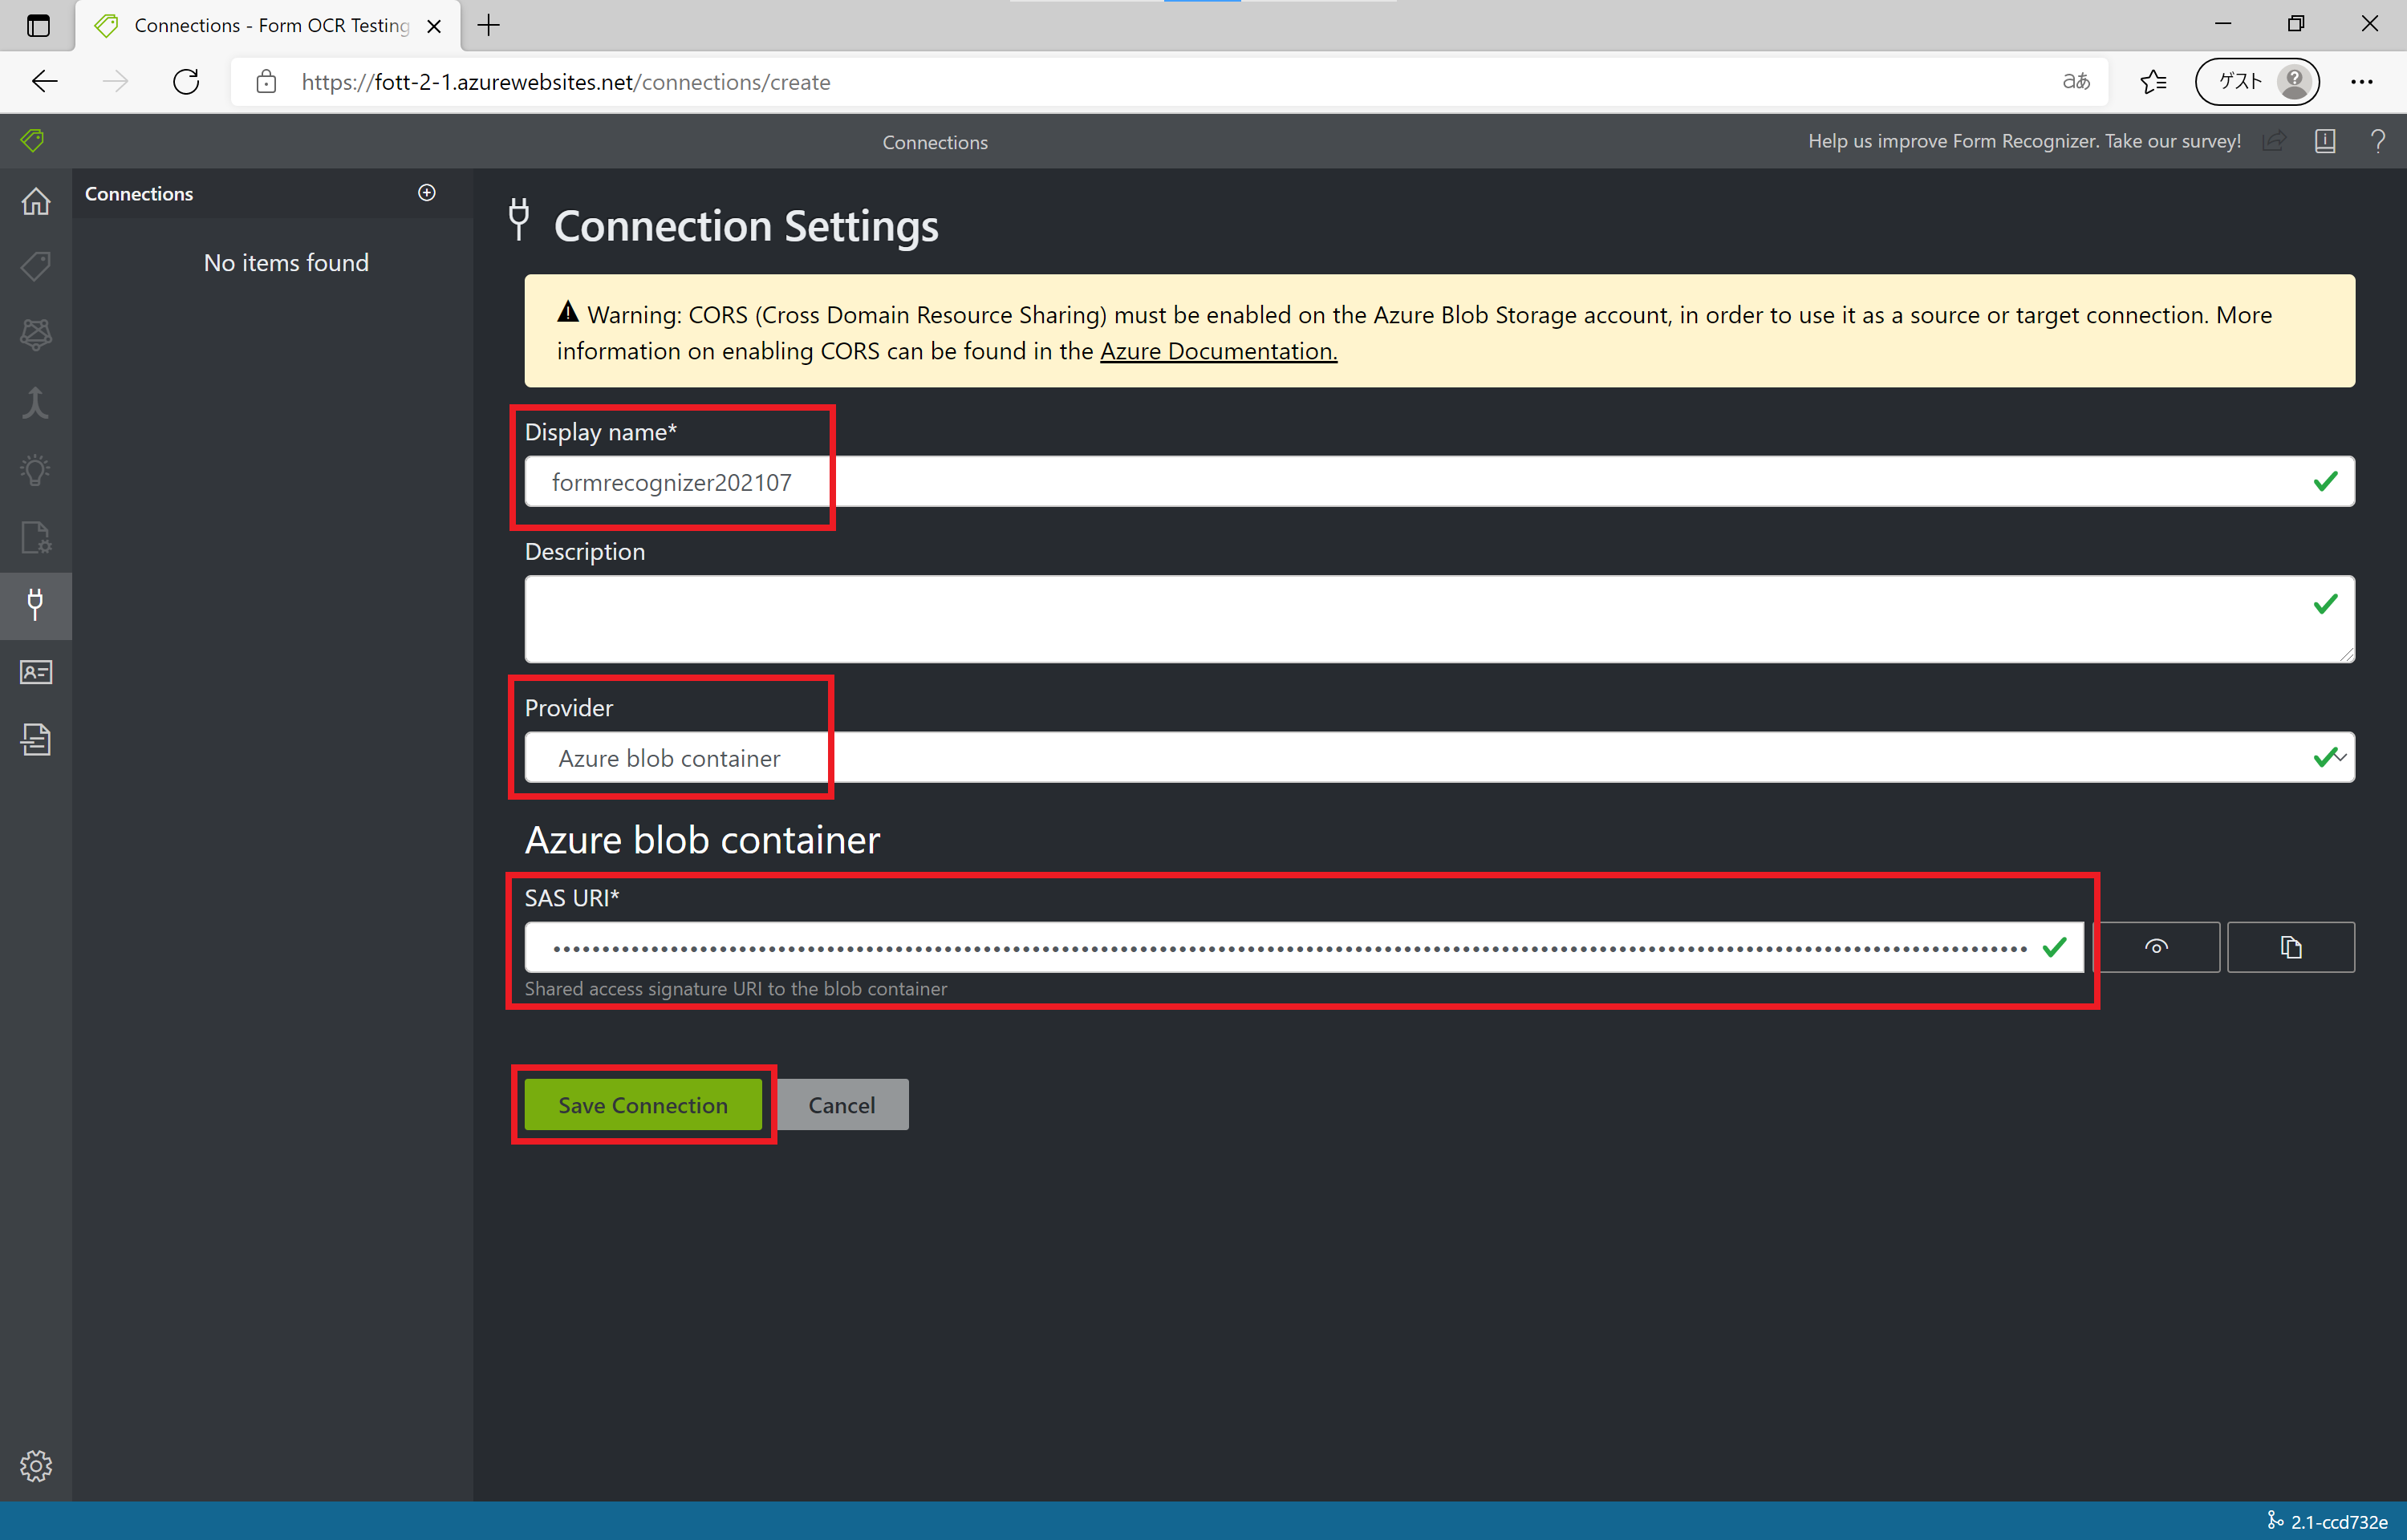 Connections - Form OCR Testing
https://fott-2-1.azurewebsites.net/connections/create
aあ
ゲスト
Connections
Help us improve Form Recognizer. Take our survey!
Connections
No items found
Connection Settings
Warning: CORS (Cross Domain Resource Sharing) must be enabled on the Azure Blob Storage account, in order to use it as a source or target connection. More
information on enabling CORS can be found in the Azure Documentation.
Display name*
formrecognizer202107
Description
Provider
Azure blob container
Azure blob container
SAS URI*
Shared access signature URI to the blob container
Save Connection
Cancel
2.1-ccd732e